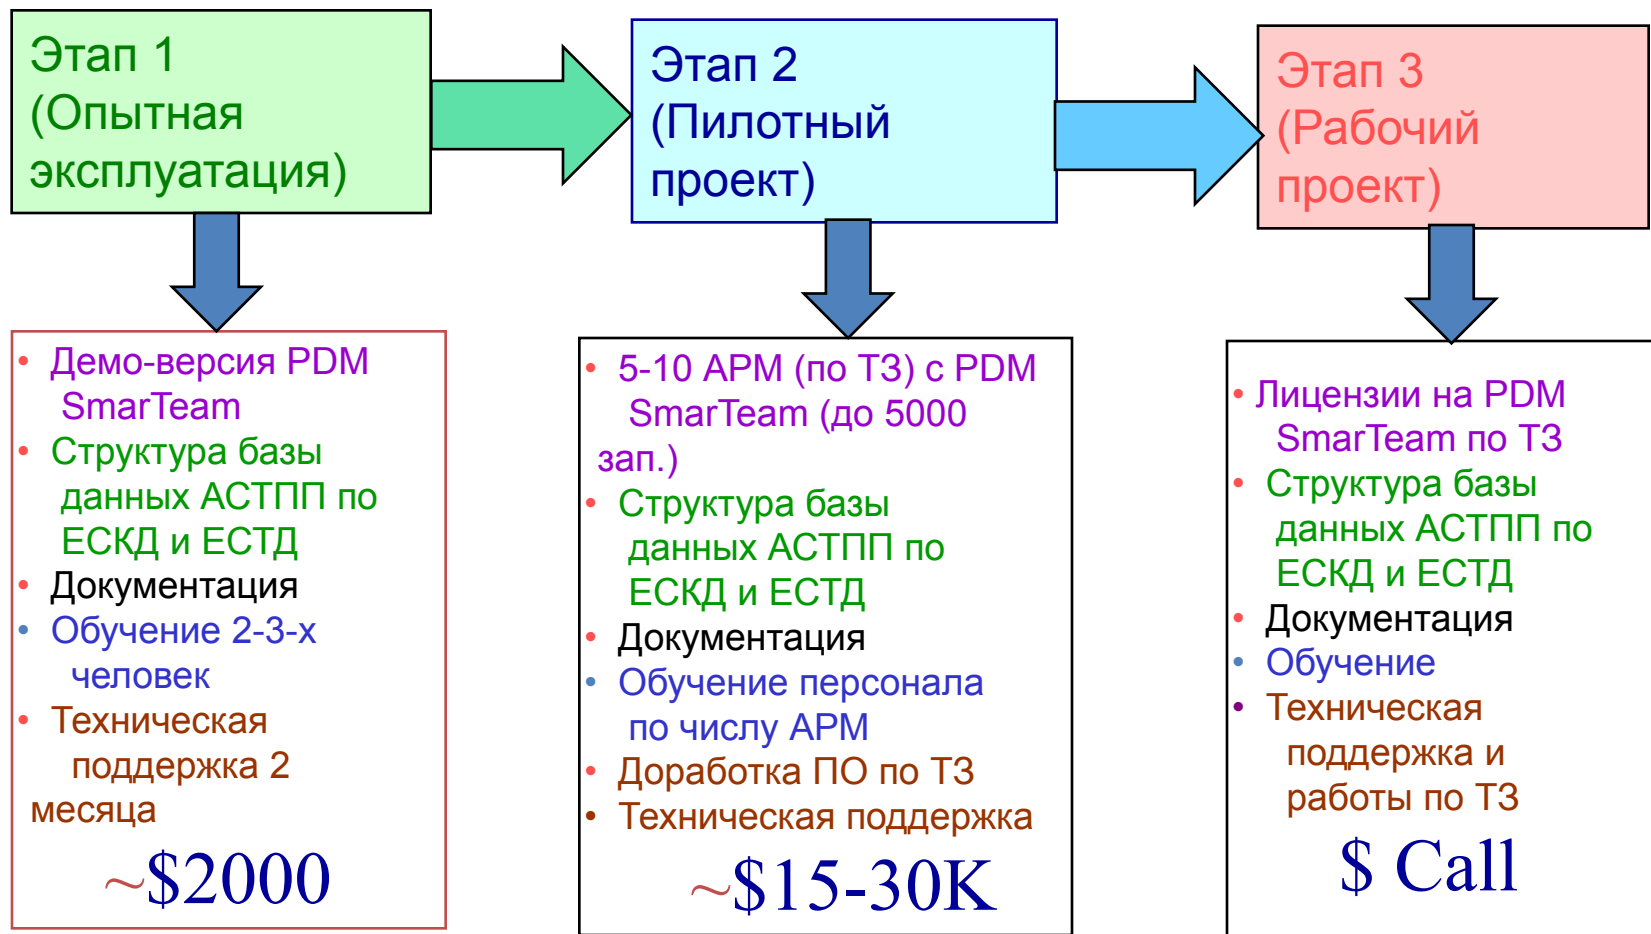 Этап 1
(Опытная
эксплуатация)
Этап 2
(Пилотный
проект)
Этап 3
(Рабочий
проект)
• Демо-версия PDM
SmarTeam
• Структура базы
данных АСТПП по
ЕСКД и ЕСТД
• Документация
• Обучение 2-3-х
человек
• Техническая
поддержка 2
месяца
~$2000
• 5-10 АРМ (по ТЗ) с PDM
SmarTeam (до 5000
зап.)
• Структура базы
данных АСТПП по
ЕСКД и ЕСТД
• Документация
• Обучение персонала
по числу АРМ
• Доработка ПО по ТЗ
• Техническая поддержка
~$15-30K
• Лицензии на PDM
SmarTeam по ТЗ
• Структура базы
данных АСТПП по
ЕСКД и ЕСТД
• Документация
• Обучение
• Техническая
поддержка и
работы по ТЗ
$ Call